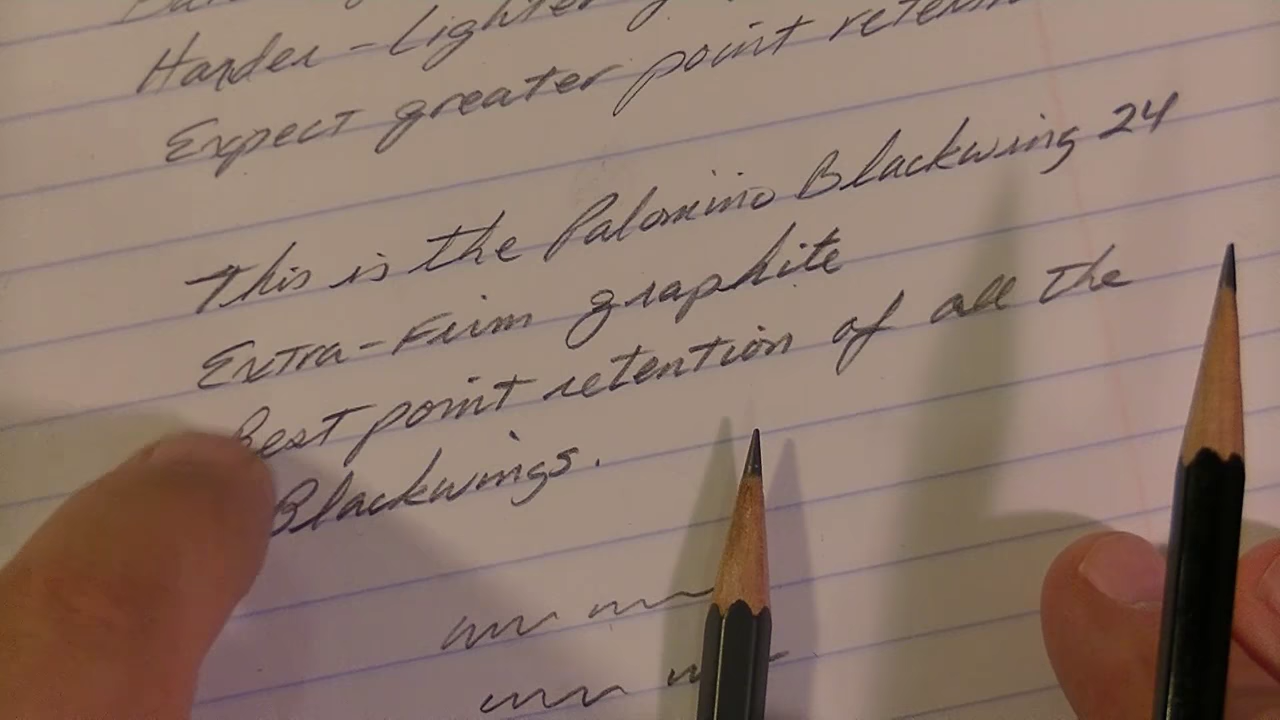 Harder - Lighter
Expect greater point
This is the Palomino Blackwing 24
Extra-Firm graphite
Best point retention of all the
Blackwings.